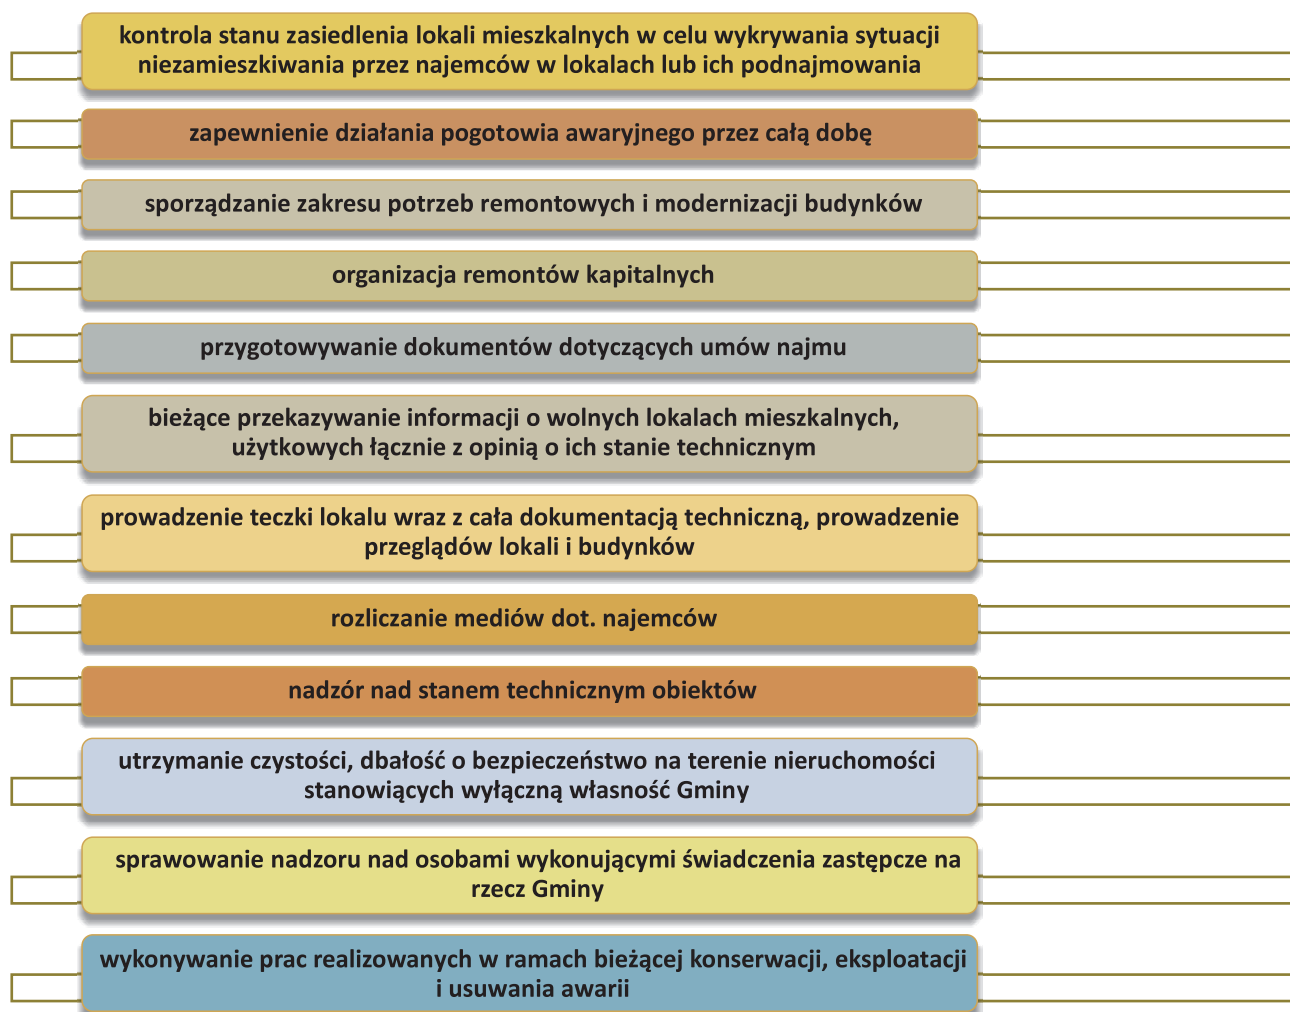 kontrola stanu zasiedlenia lokali mieszkalnych w celu wykrywania sytuacji
niezamieszkiwania przez najemców w lokalach lub ich podnajmowania
zapewnienie działania pogotowia awaryjnego przez całą dobę
sporządzanie zakresu potrzeb remontowych i modernizacji budynków
organizacja remontów kapitalnych
przygotowywanie dokumentów dotyczących umów najmu
bieżące przekazywanie informacji o wolnych lokalach mieszkalnych,
użytkowych łącznie z opinią o ich stanie technicznym
prowadzenie teczki lokalu wraz z cała dokumentacją techniczną, prowadzenie
przeglądów lokali i budynków
rozliczanie mediów dot. najemców
nadzór nad stanem technicznym obiektów
utrzymanie czystości, dbałość o bezpieczeństwo na terenie nieruchomości
stanowiących wyłączną własność Gminy
sprawowanie nadzoru nad osobami wykonującymi świadczenia zastępcze na
rzecz Gminy
wykonywanie prac realizowanych w ramach bieżącej konserwacji, eksploatacji
i usuwania awarii